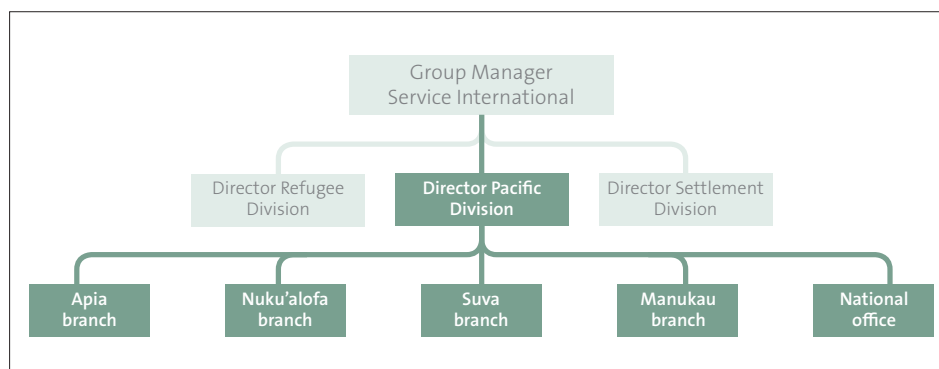 Group Manager
Service International
Director Refugee
Division
Director Pacific
Division
Director Settlement
Division
Apia
branch
Nuku’alofa
branch
Suva
branch
Manukau
branch
National
office